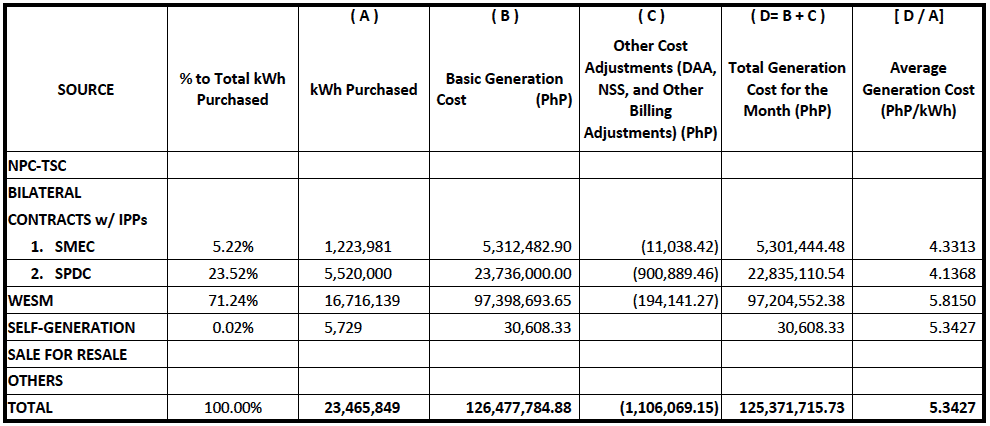 ( A ) ( B ) ( C ) ( D= B + C ) [ D / A]
SOURCE % to Total kWh Purchased kWh Purchased Basic Generation Cost (PhP) Other Cost Adjustments (DAA, NSS, and Other Billing Adjustments) (PhP) Total Generation Cost for the Month (PhP) Average Generation Cost (PhP/kWh)
NPC-TSC
BILATERAL
CONTRACTS w/ IPPs
1. SMEC 5.22% 1,223,981 5,312,482.90 (11,038.42) 5,301,444.48 4.3313
2. SPDC 23.52% 5,520,000 23,736,000.00 (900,889.46) 22,835,110.54 4.1368
WESM 71.24% 16,716,139 97,398,693.65 (194,141.27) 97,204,552.38 5.8150
SELF-GENERATION 0.02% 5,729 30,608.33 30,608.33 5.3427
SALE FOR RESALE
OTHERS
TOTAL 100.00% 23,465,849 126,477,784.88 (1,106,069.15) 125,371,715.73 5.3427